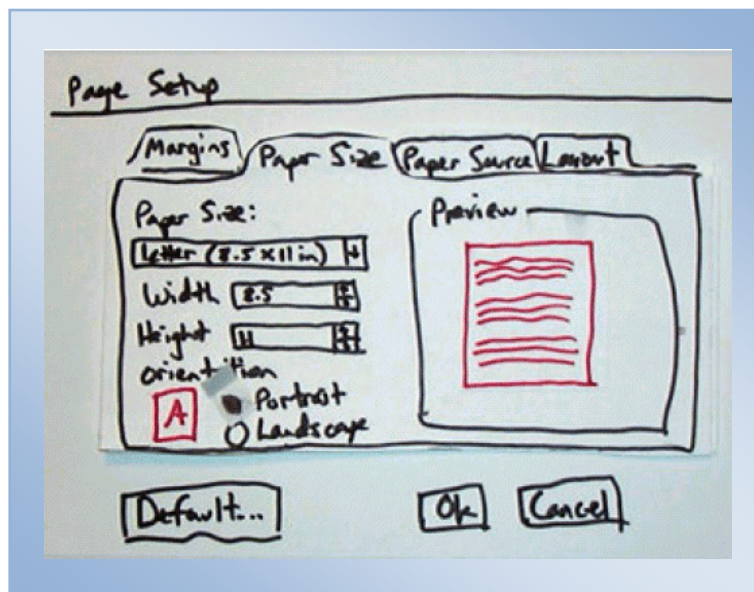 Page Setup
Margins Paper Size Paper Source Layout
Paper Size:
Letter (8.5 x 11 in)
Width 8.5
Height 11
orientition
A
Portrait
Landscape
Preview
Default... Ok Cancel